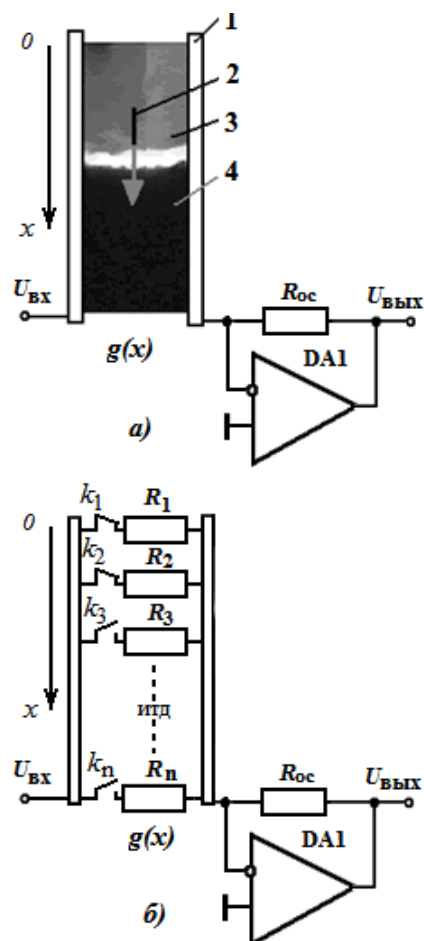 1
0
2
3
4
x
Uвх
Rос
Uвых
g(x)
DA1
а)
0
k1
R1
k2
R2
k3
R3
x
итд
Uвх
kn
Rn
Rос
Uвых
g(x)
DA1
б)